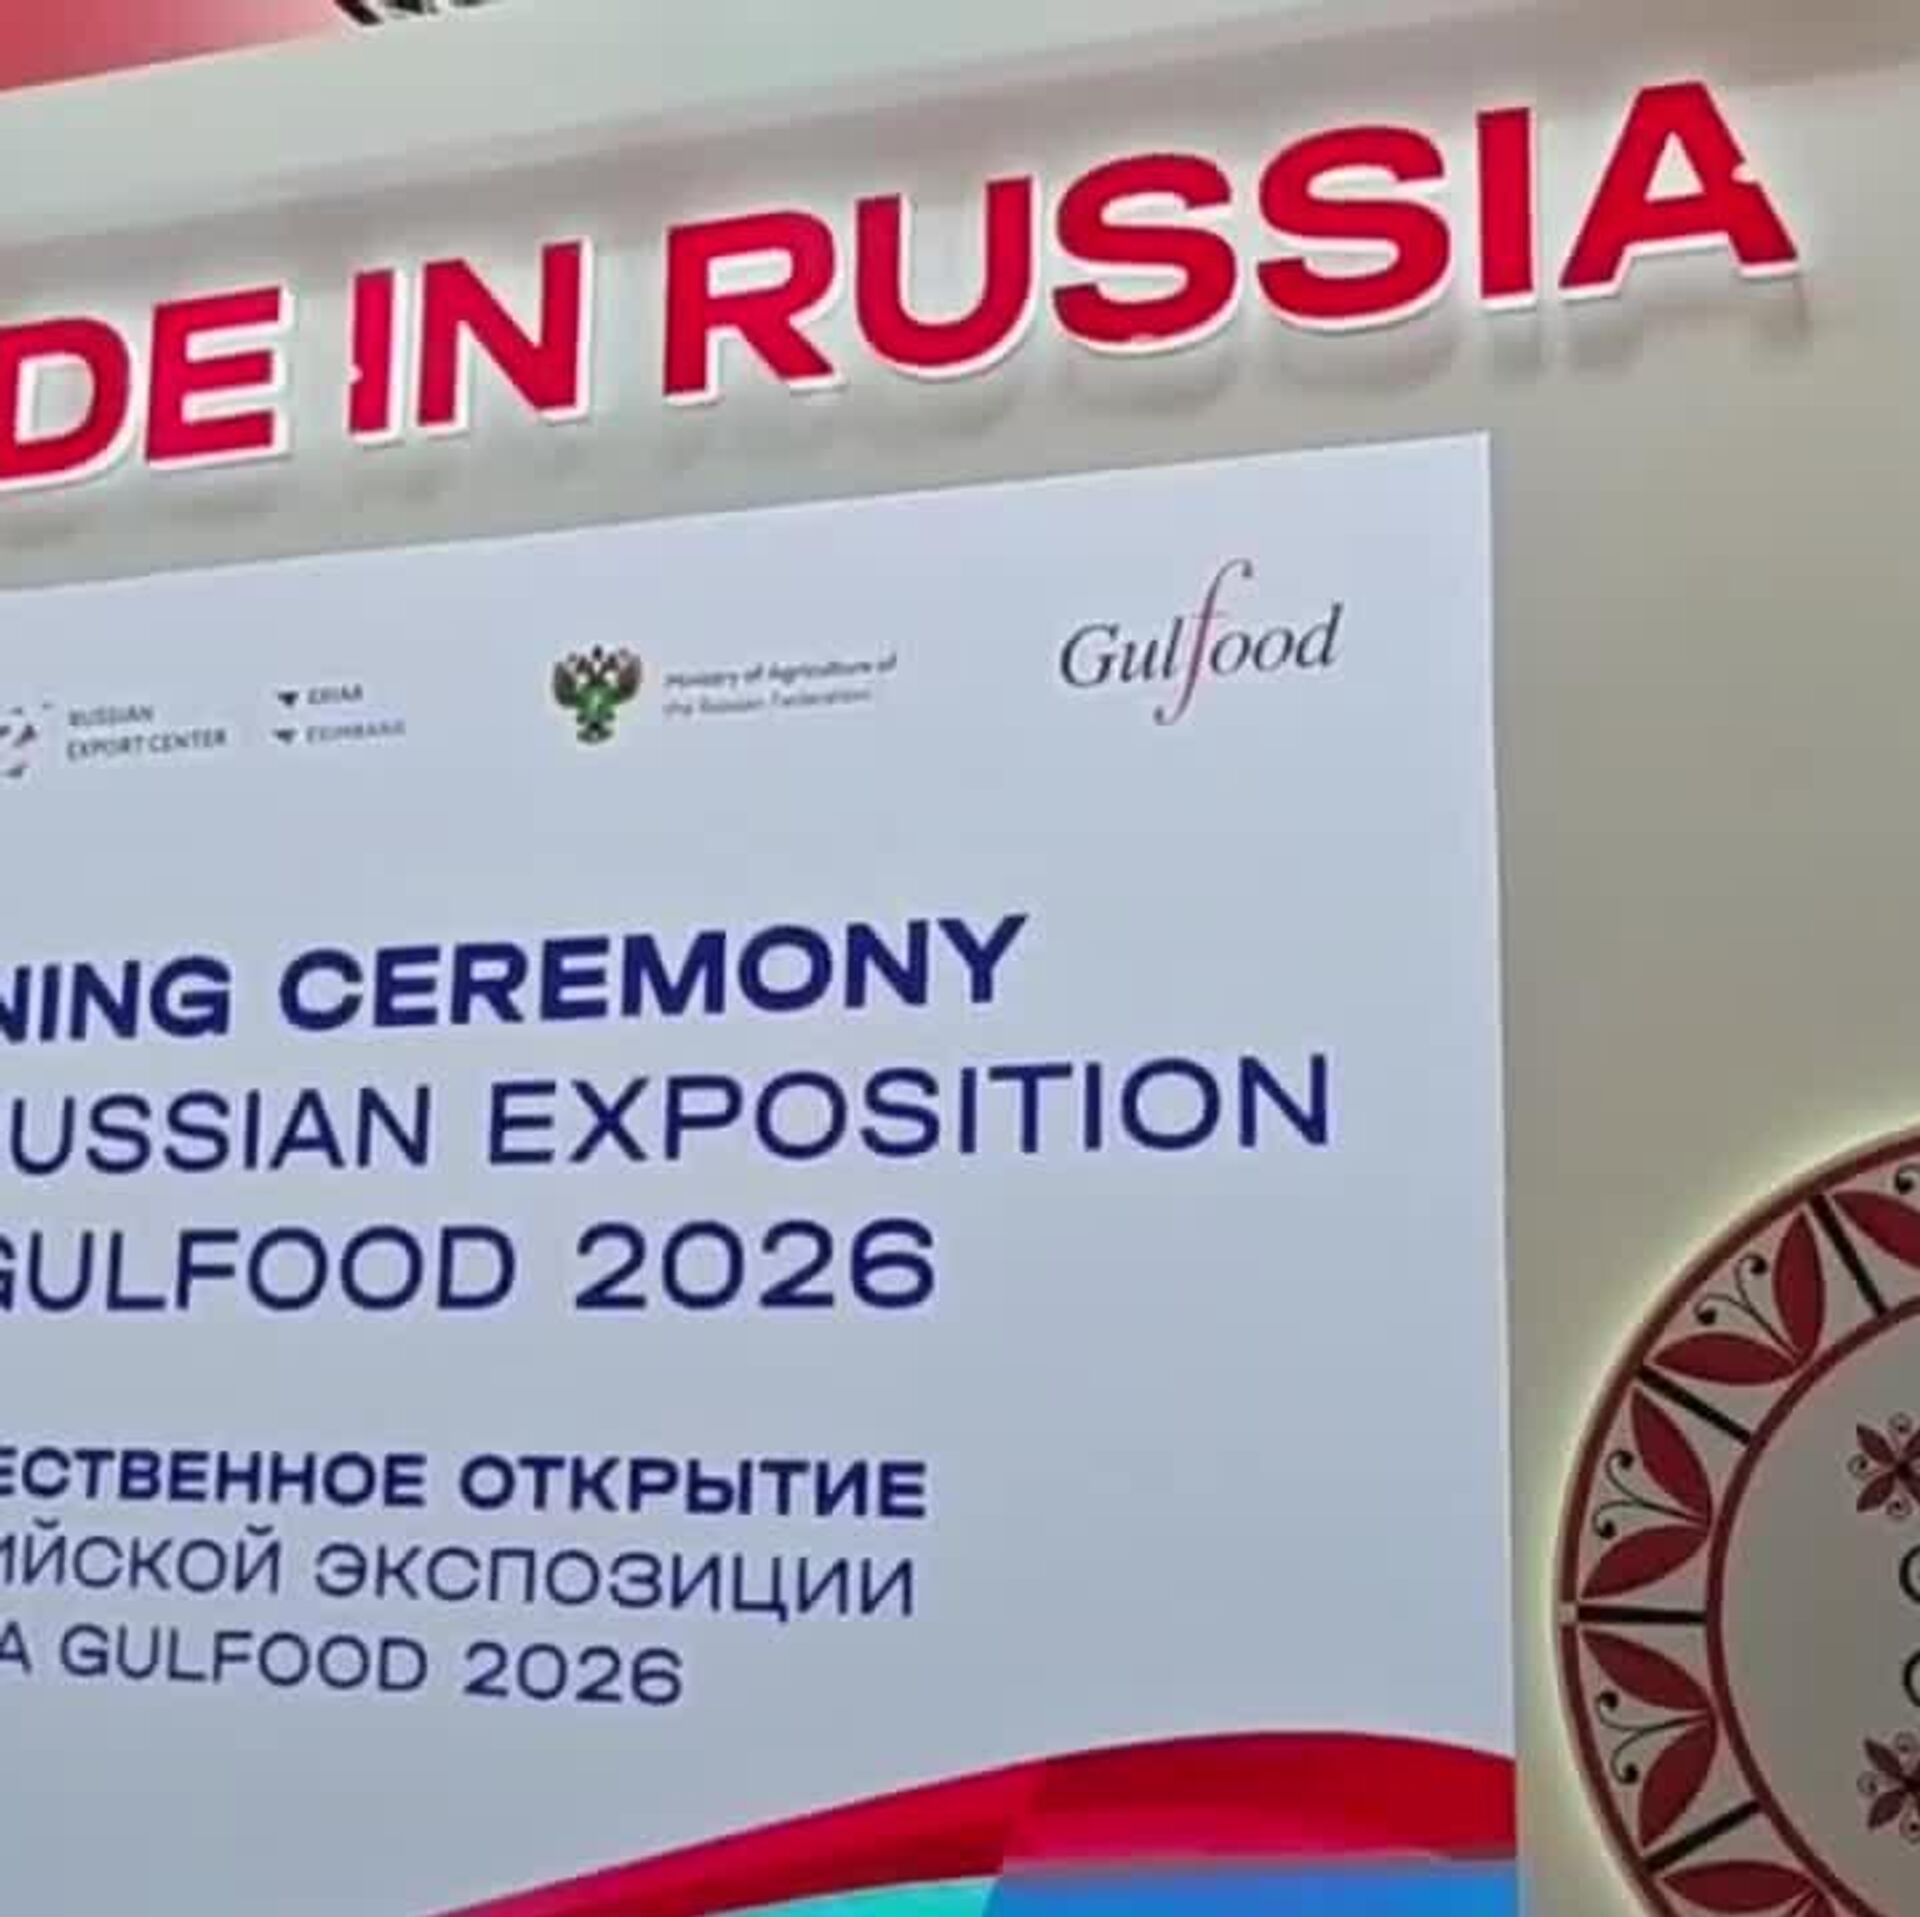 DE IN RUSSIA
RUSSIAN
EXPORT CENTER
EXIAR
EXIMBANK
Ministry of Agriculture of
the Russian Federation
Gulfood
NING CEREMONY
USSIAN EXPOSITION
GULFOOD 2026
ЕСТВЕННОЕ ОТКРЫТИЕ
ИЙСКОЙ ЭКСПОЗИЦИИ
А GULFOOD 2026